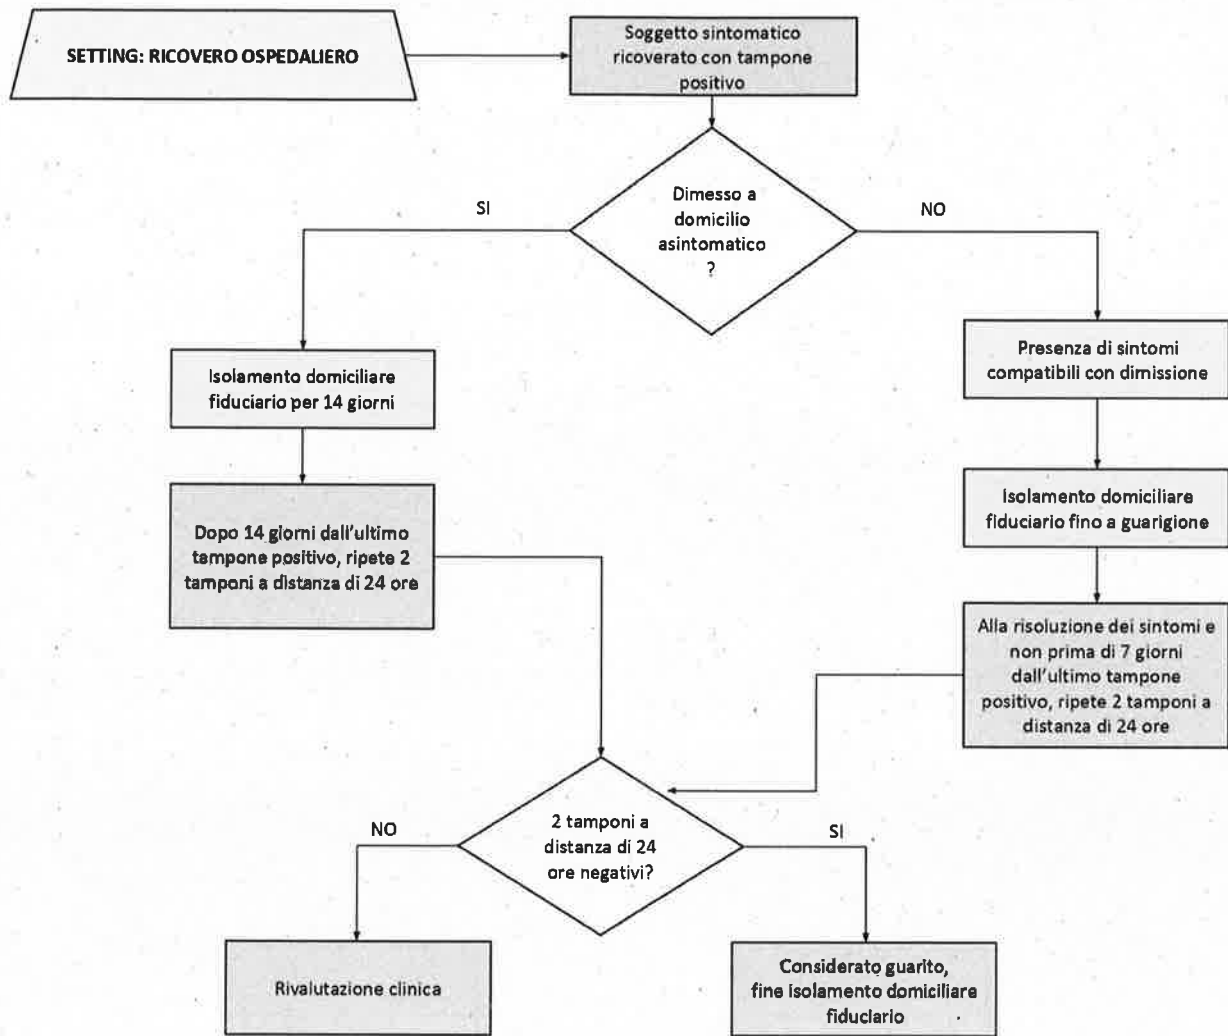 SETTING: RICOVERO OSPEDALIERO
Soggetto sintomatico
ricoverato con tampone
positivo
Dimesso a
domicilio
asintomatico
?
SI
NO
Isolamento domiciliare
fiduciario per 14 giorni
Presenza di sintomi
compatibili con dimissione
Dopo 14 giorni dall'ultimo
tampone positivo, ripete 2
tamponi a distanza di 24 ore
Isolamento domiciliare
fiduciario fino a guarigione
Alla risoluzione dei sintomi e
non prima di 7 giorni
dall'ultimo tampone
positivo, ripete 2 tamponi a
distanza di 24 ore
2 tamponi a
distanza di 24
ore negativi?
NO
SI
Rivalutazione clinica
Considerato guarito,
fine isolamento domiciliare
fiduciario